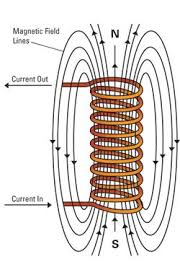 Magnetic Field
Lines
N
Current Out
Current In
S